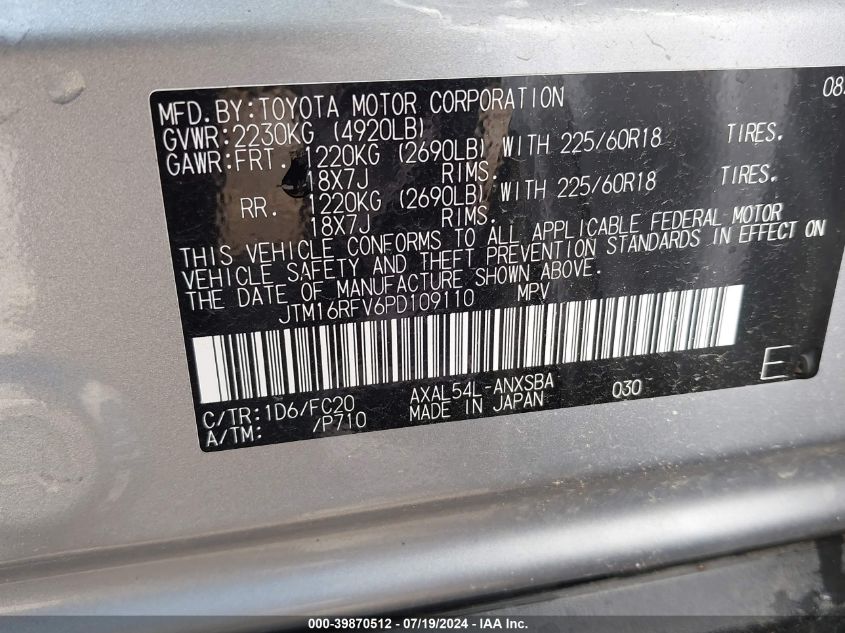 MFD. BY: TOYOTA MOTOR CORPORATION
GVWR: 2230KG (4920LB)
GAWR: FRT. 1220KG (2690LB) WITH 225/60R18 TIRES.
18X7J RIMS.
RR. 1220KG (2690LB) WITH 225/60R18 TIRES.
18X7J RIMS.
THIS VEHICLE CONFORMS TO ALL APPLICABLE FEDERAL MOTOR
VEHICLE SAFETY AND THEFT PREVENTION STANDARDS IN EFFECT ON
THE DATE OF MANUFACTURE SHOWN ABOVE.
JTM16RFV6PD109110 MPV
C/TR: 1D6/FC20 AXAL54L-ANXSBA 030 E
A/TM: /P710 MADE IN JAPAN
000-39870512 / 07/19/2024 - IAA Inc.